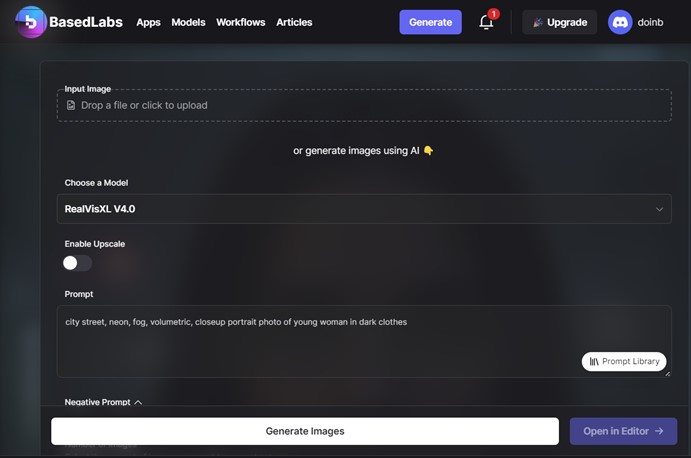 BasedLabs Apps Models Workflows Articles Generate 1 Upgrade doinb
Input Image
Drop a file or click to upload
or generate images using AI 👇
Choose a Model
RealVisXL V4.0
Enable Upscale
Prompt
city street, neon, fog, volumetric, closeup portrait photo of young woman in dark clothes
Prompt Library
Negative Prompt
Generate Images Open in Editor →